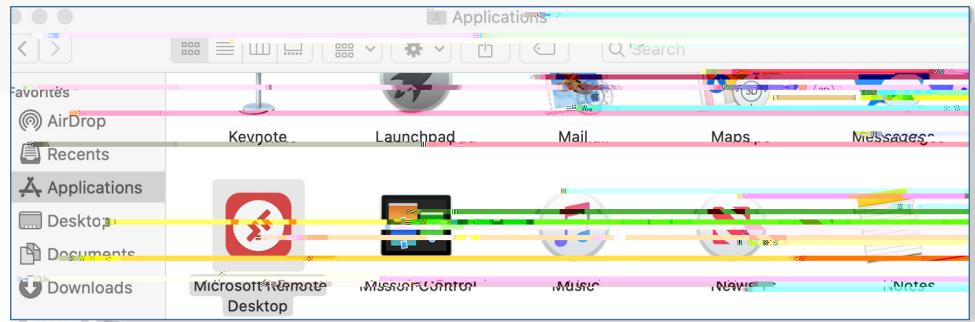 Applications
Search
Favorites
AirDrop
Recents
Applications
Desktop
Documents
Downloads
Keynote
Launchpad
Mail
Maps
Messages
Microsoft Remote
Desktop
Mission Control
Music
News
Notes